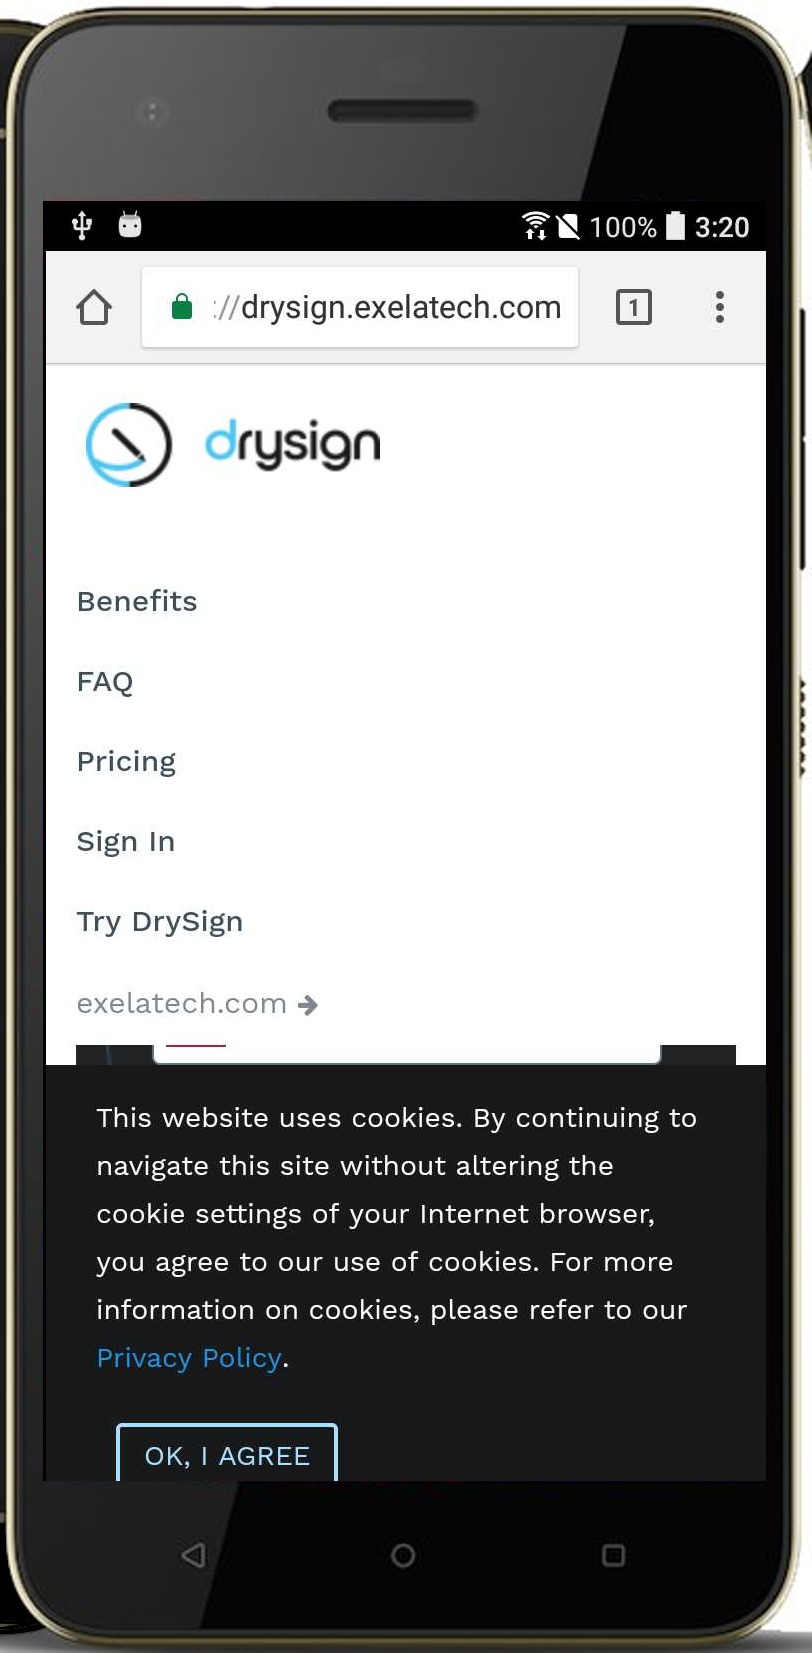 100% 3:20
://drysign.exelatech.com 1
drysign
Benefits
FAQ
Pricing
Sign In
Try DrySign
exelatech.com
This website uses cookies. By continuing to
navigate this site without altering the
cookie settings of your Internet browser,
you agree to our use of cookies. For more
information on cookies, please refer to our
Privacy Policy.
OK, I AGREE